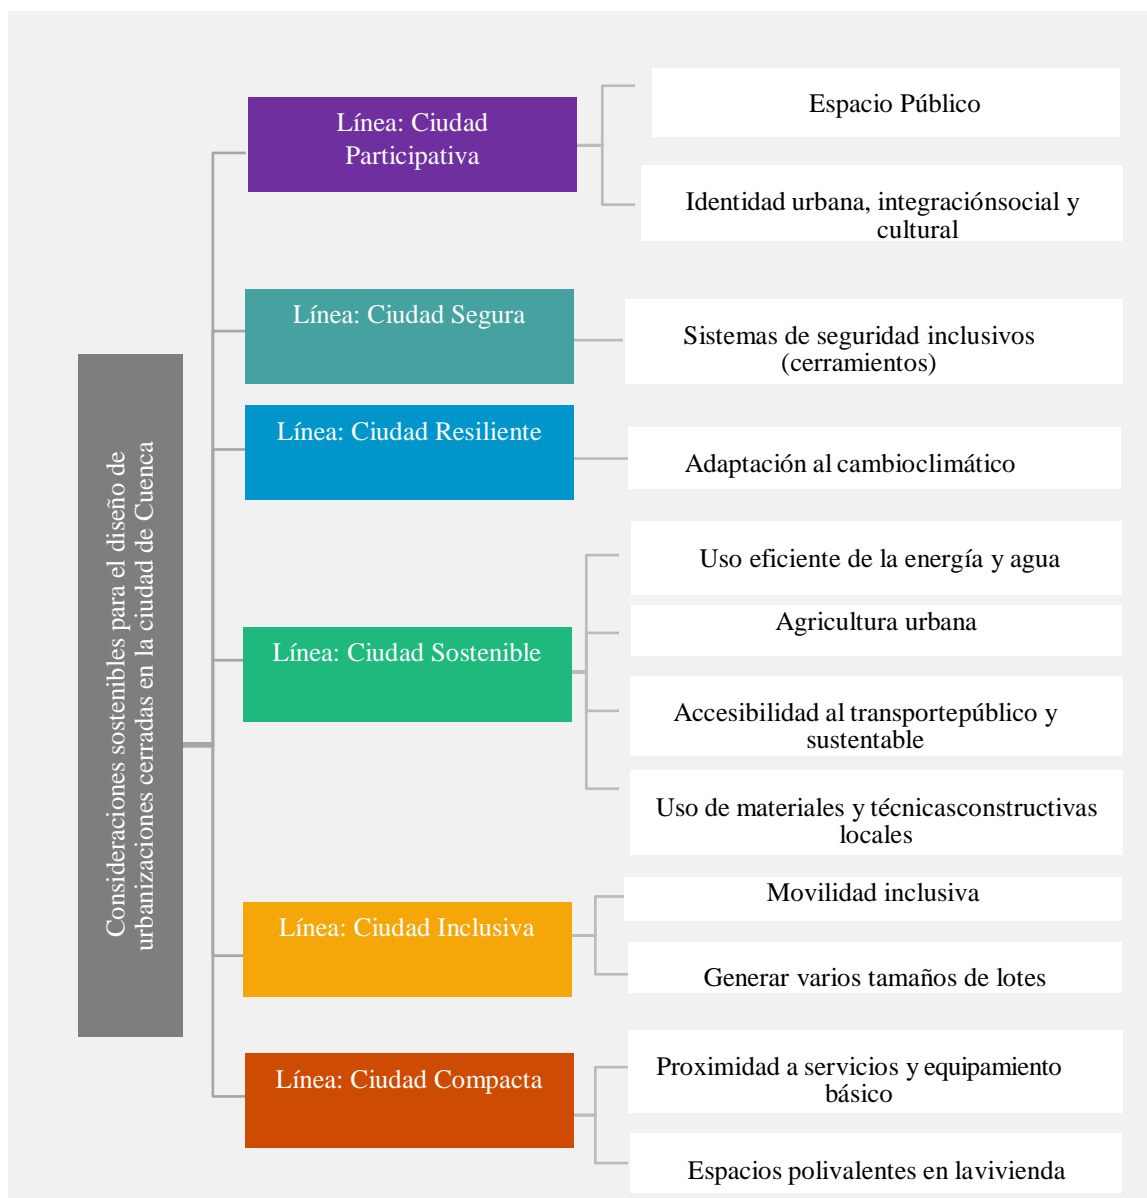 Consideraciones sostenibles para el diseño de
urbanizaciones cerradas en la ciudad de Cuenca
Línea: Ciudad
Participativa
Espacio Público
Identidad urbana, integraciónsocial y
cultural
Línea: Ciudad Segura
Sistemas de seguridad inclusivos
(cerramientos)
Línea: Ciudad Resiliente
Adaptación al cambioclimático
Línea: Ciudad Sostenible
Uso eficiente de la energía y agua
Agricultura urbana
Accesibilidad al transportepúblico y
sustentable
Uso de materiales y técnicasconstructivas
locales
Línea: Ciudad Inclusiva
Movilidad inclusiva
Generar varios tamaños de lotes
Línea: Ciudad Compacta
Proximidad a servicios y equipamiento
básico
Espacios polivalentes en lavivienda